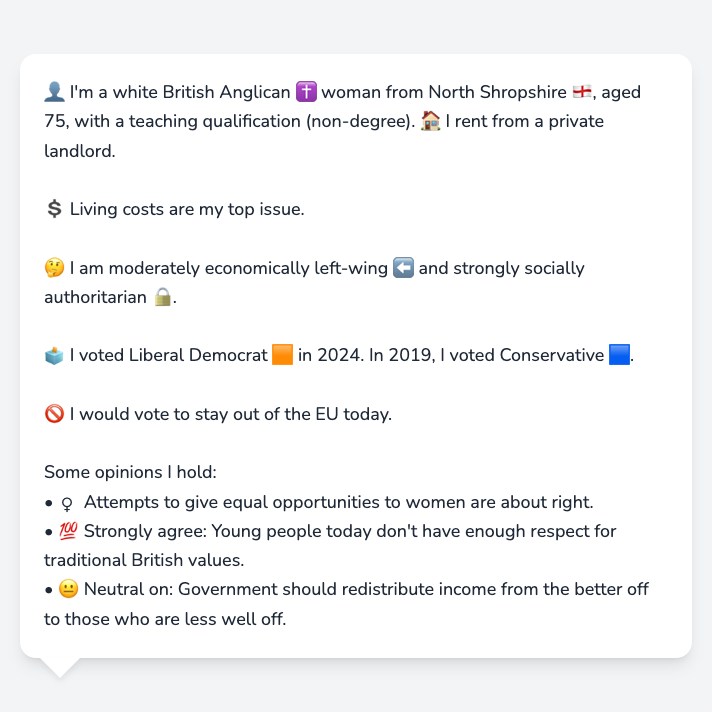 👤 I'm a white British Anglican ✝️ woman from North Shropshire 🏴󠁧󠁢󠁥󠁮󠁧󠁿, aged
75, with a teaching qualification (non-degree). 🏠 I rent from a private
landlord.
💲 Living costs are my top issue.
🤔 I am moderately economically left-wing ⬅️ and strongly socially
authoritarian 🔒.
🗳️ I voted Liberal Democrat 🟧 in 2024. In 2019, I voted Conservative 🟦.
🚫 I would vote to stay out of the EU today.
Some opinions I hold:
• ♀ Attempts to give equal opportunities to women are about right.
• 💯 Strongly agree: Young people today don't have enough respect for
traditional British values.
• 😐 Neutral on: Government should redistribute income from the better off
to those who are less well off.